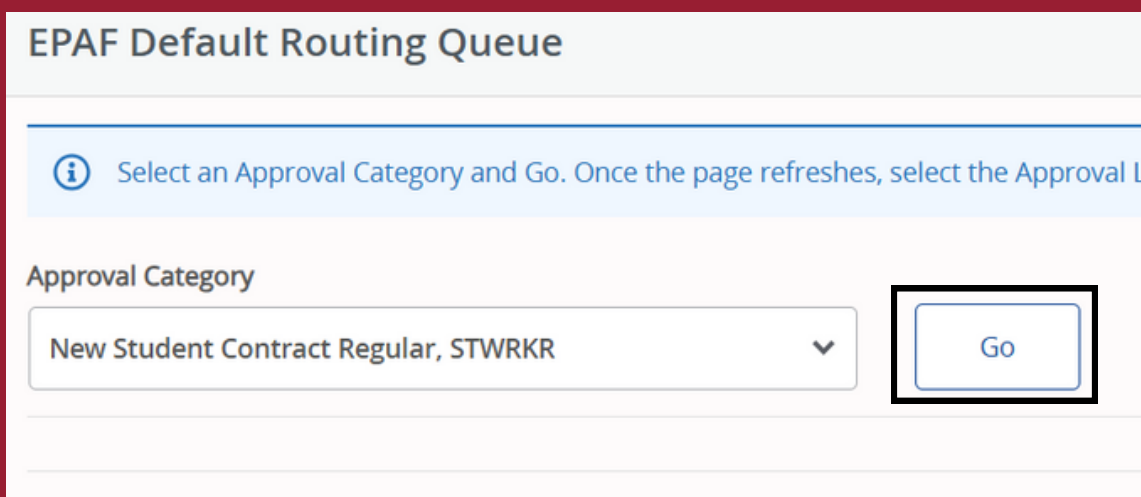 EPAF Default Routing Queue
Select an Approval Category and Go. Once the page refreshes, select the Approval
Approval Category
New Student Contract Regular, STWRKR
Go